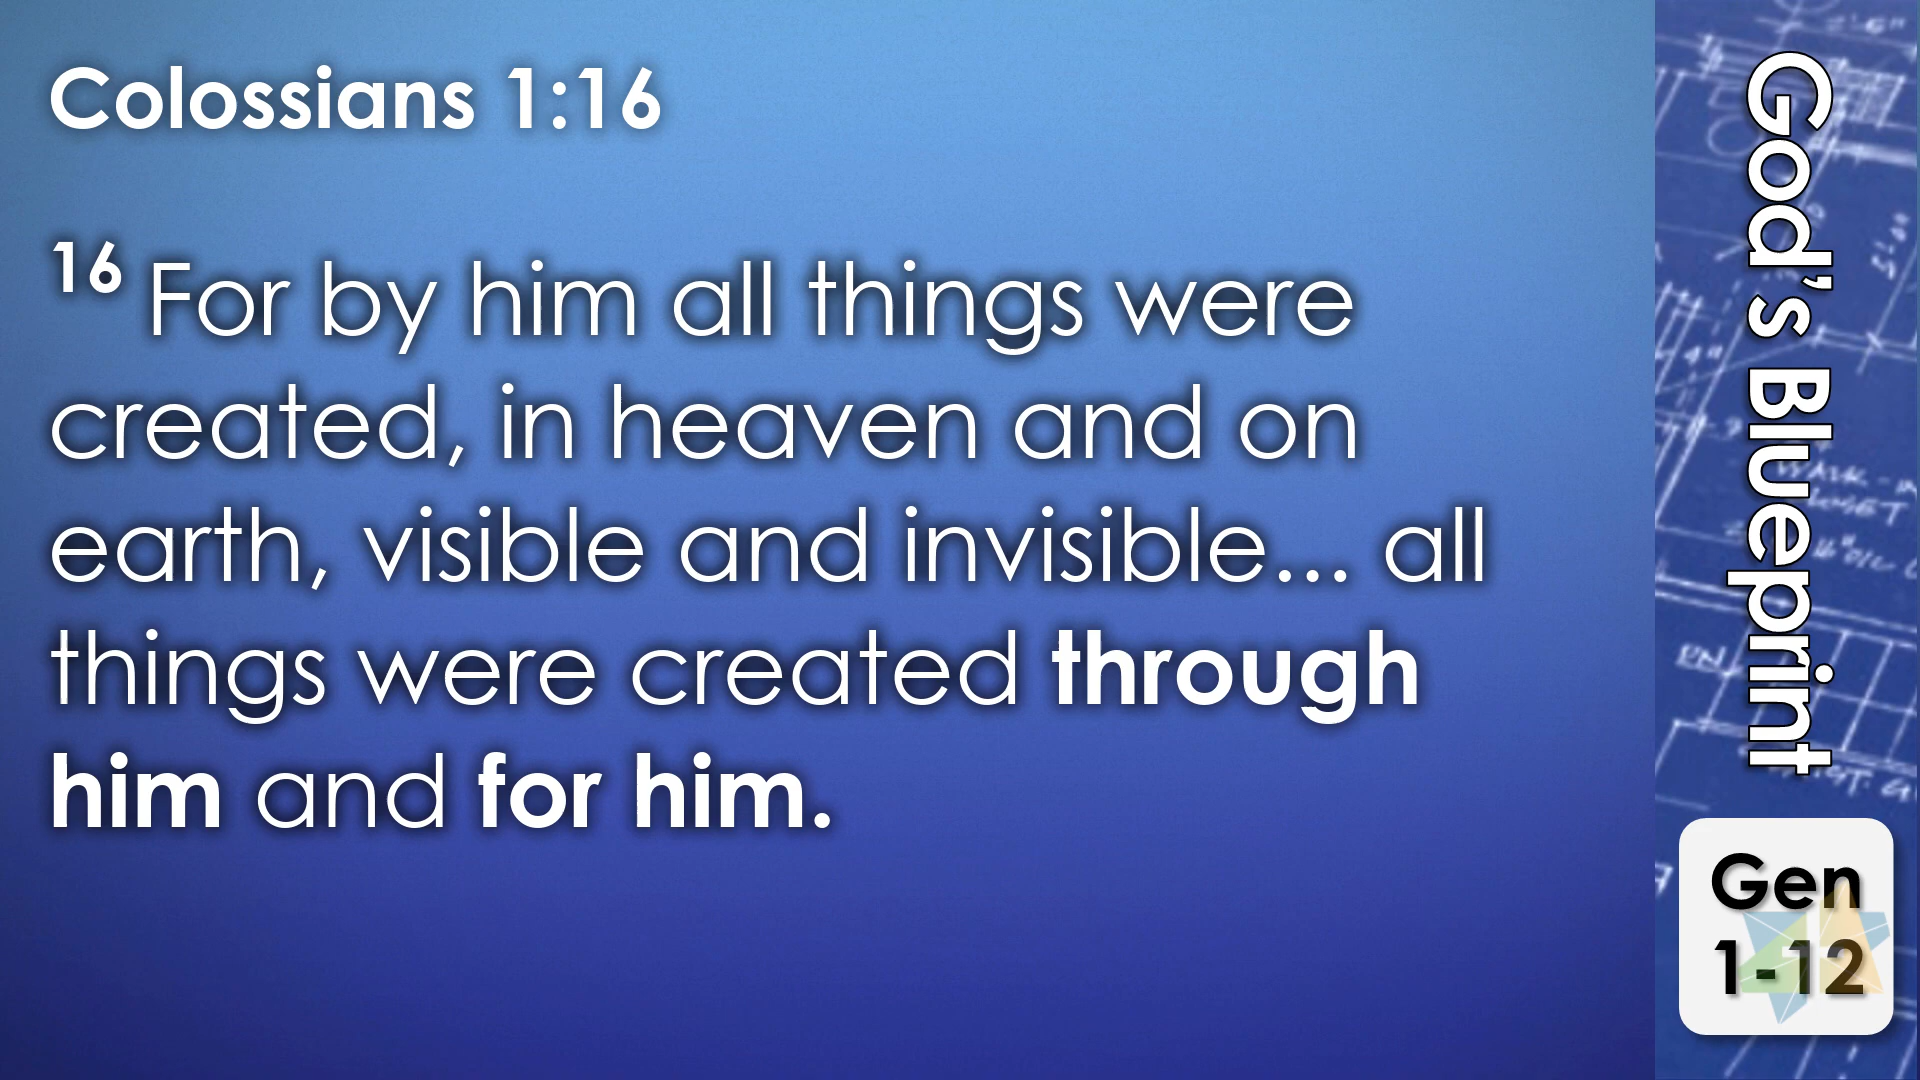 Colossians 1:16
16 For by him all things were
created, in heaven and on
earth, visible and invisible... all
things were created through
him and for him.
God's Blueprint
Gen
1-12